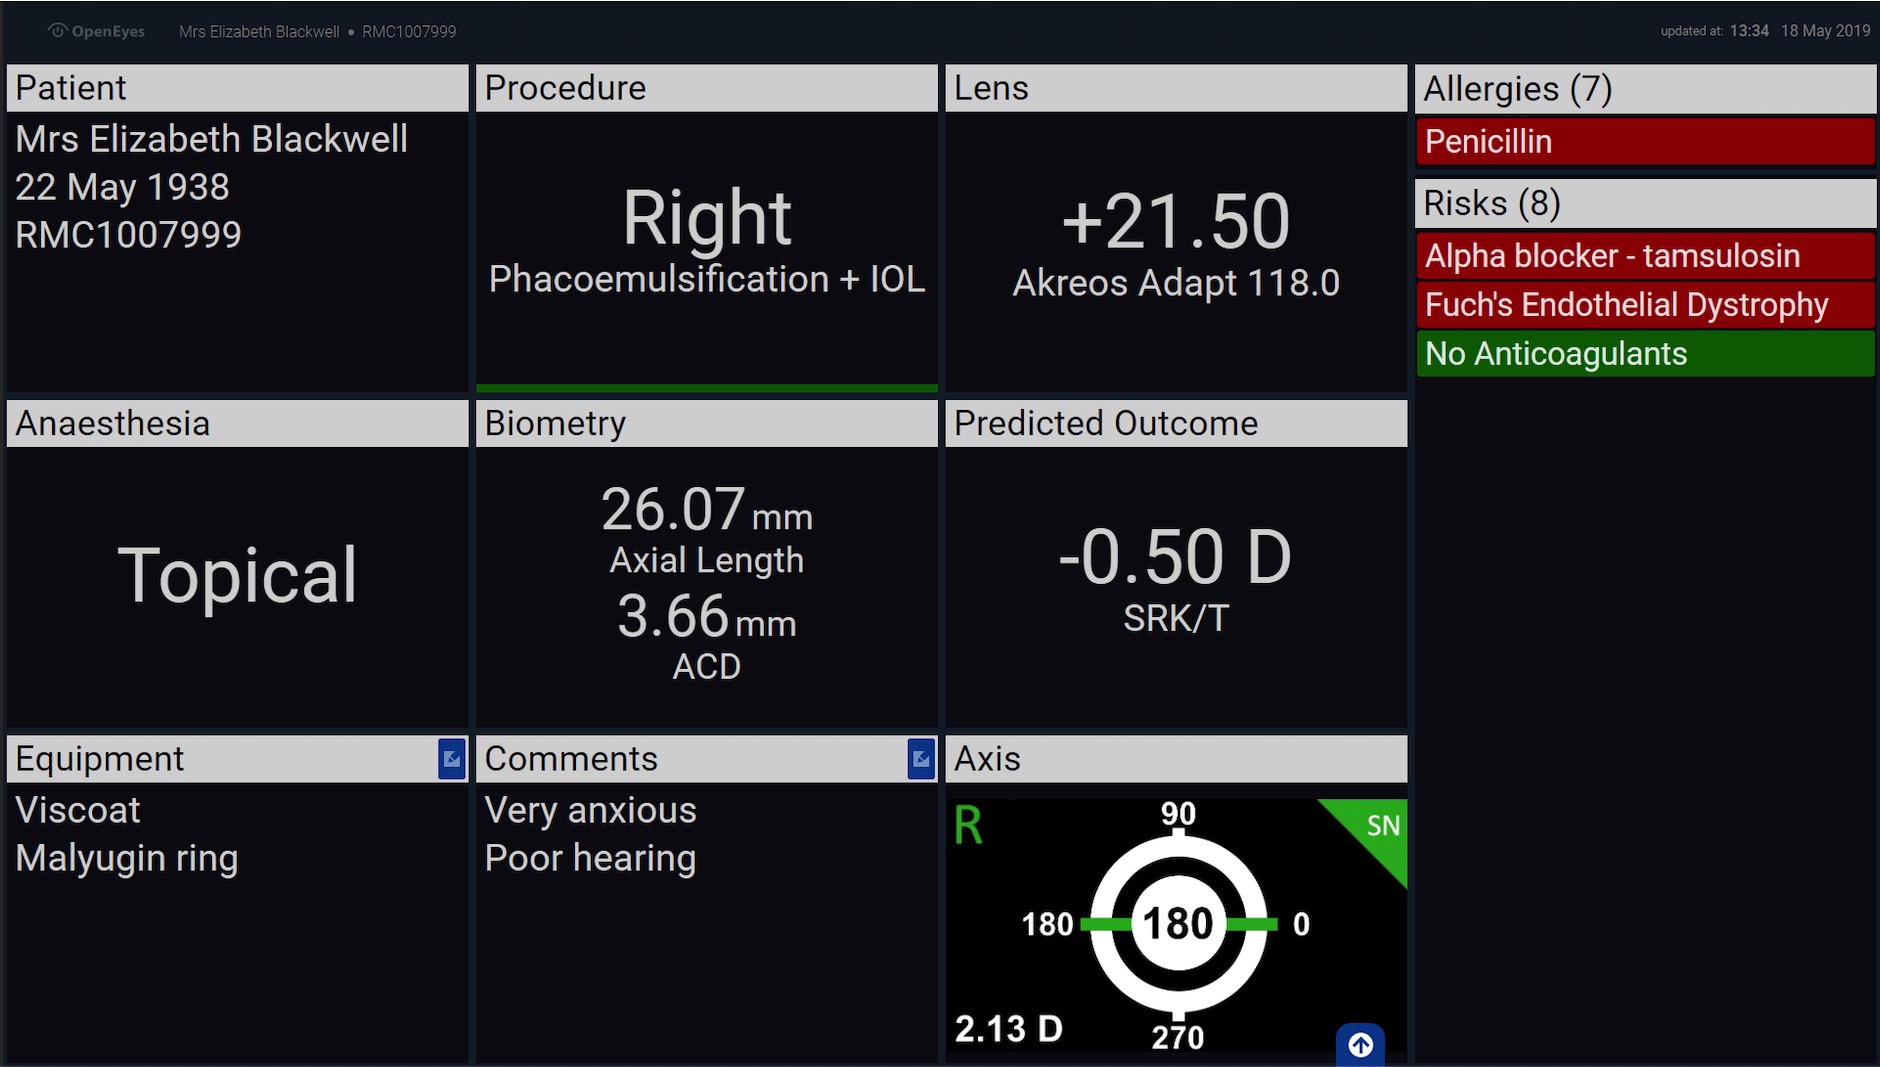 OpenEyes Mrs Elizabeth Blackwell • RMC1007999 updated at: 13:34 18 May 2019
Patient
Mrs Elizabeth Blackwell
22 May 1938
RMC1007999
Procedure
Right
Phacoemulsification + IOL
Lens
+21.50
Akreos Adapt 118.0
Allergies (7)
Penicillin
Risks (8)
Alpha blocker - tamsulosin
Fuch's Endothelial Dystrophy
No Anticoagulants
Anaesthesia
Topical
Biometry
26.07 mm
Axial Length
3.66 mm
ACD
Predicted Outcome
-0.50 D
SRK/T
Equipment
Viscoat
Malyugin ring
Comments
Very anxious
Poor hearing
Axis
R 90 SN
180 180 0
2.13 D 270